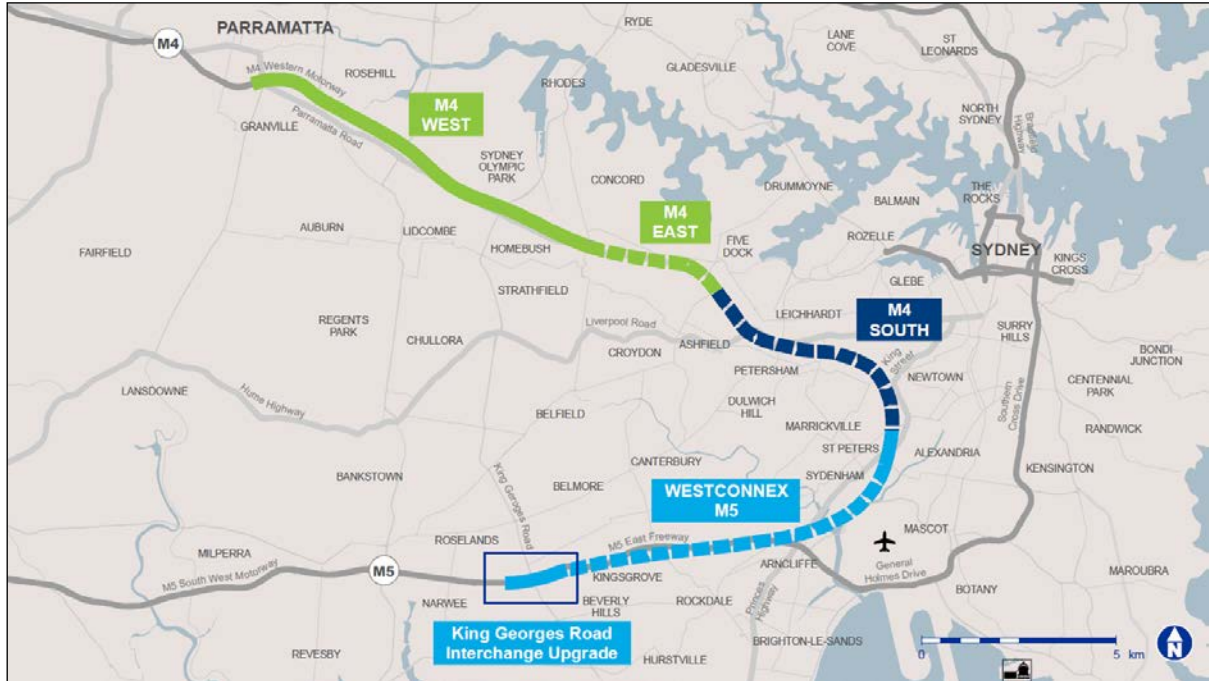 PARRAMATTA
M4
M4 Western Motorway
ROSEHILL
GRANVILLE
Parramatta Road
M4
WEST
RYDE
LANE
COVE
ST
LEONARDS
GLADESVILLE
RHODES
NORTH
SYDNEY
Bradfield
Highway
SYDNEY
OLYMPIC
PARK
CONCORD
DRUMMOYNE
BALMAIN
THE
ROCKS
M4
EAST
AUBURN
LIDCOMBE
HOMEBUSH
FIVE
DOCK
ROZELLE
SYDNEY
KINGS
CROSS
FAIRFIELD
STRATHFIELD
GLEBE
REGENTS
PARK
CHULLORA
Liverpool Road
CROYDON
ASHFIELD
LEICHHARDT
M4
SOUTH
SURRY
HILLS
BONDI
JUNCTION
King
Street
PETERSHAM
NEWTOWN
CENTENNIAL
PARK
LANSDOWNE
Hume Highway
BELFIELD
DULWICH
HILL
MARRICKVILLE
Southern
Cross Drive
RANDWICK
ST PETERS
ALEXANDRIA
KENSINGTON
BANKSTOWN
King Georges Road
CANTERBURY
BELMORE
SYDENHAM
WESTCONNEX
M5
MASCOT
M5 East Freeway
ROSELANDS
MILPERRA
M5 South West Motorway
M5
KINGSGROVE
ARNCLIFFE
General
Holmes Drive
BOTANY
MAROUBRA
NARWEE
BEVERLY
HILLS
ROCKDALE
Princes
Highway
BRIGHTON-LE-SANDS
REVESBY
King Georges Road
Interchange Upgrade
HURSTVILLE
0
5 km
N